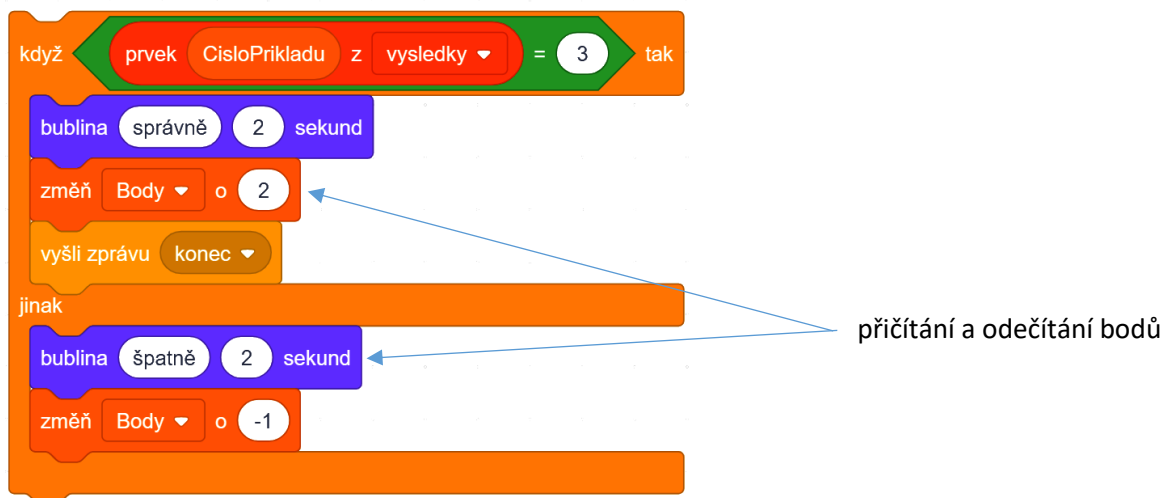 když prvek CisloPrikladu z vysledky = 3 tak
bublina správně 2 sekund
změň Body o 2
vyšli zprávu konec
jinak
bublina špatně 2 sekund
změň Body o -1
přičítání a odečítání bodů